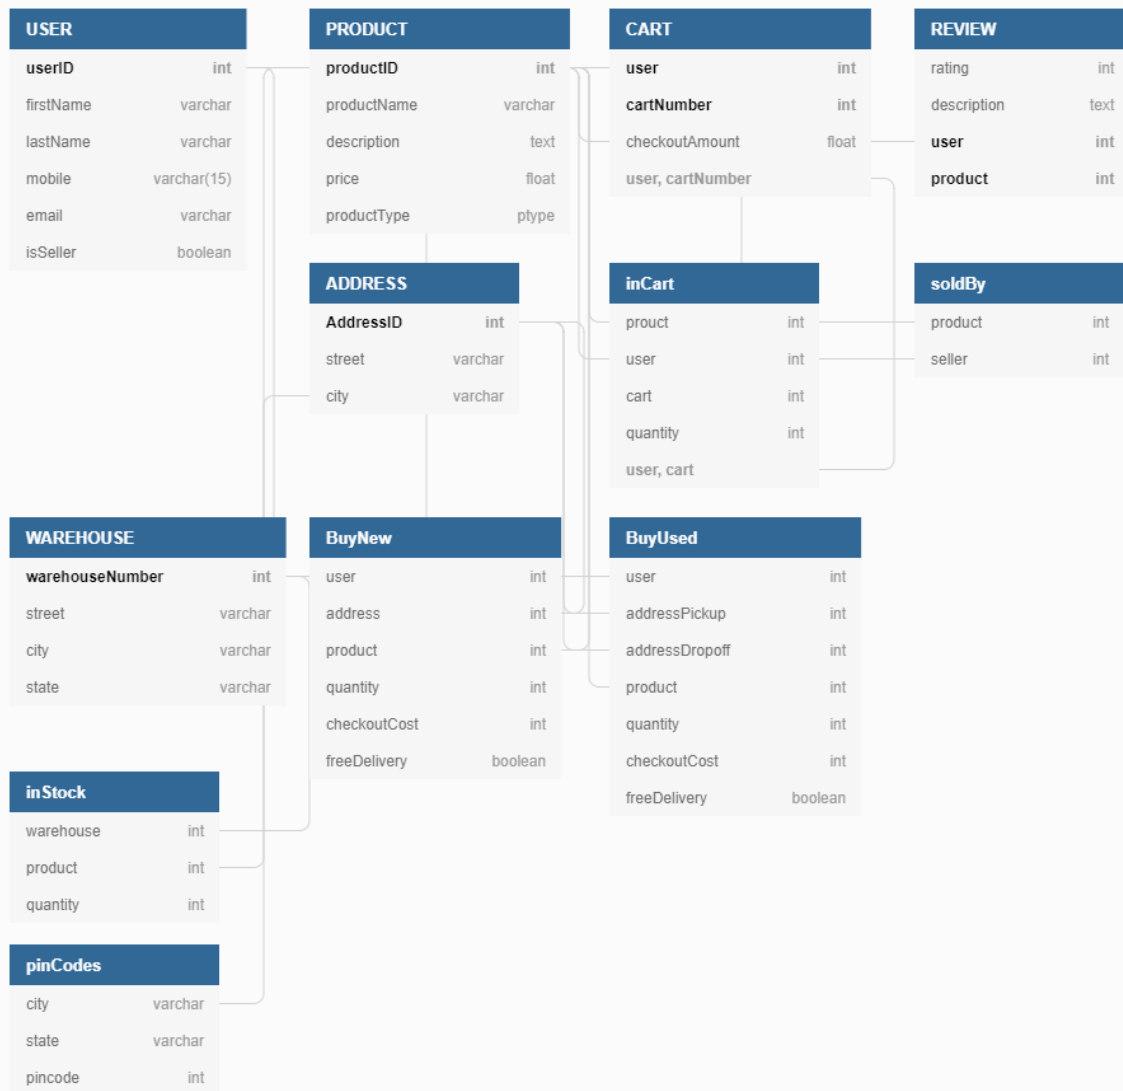 USER
userID int
firstName varchar
lastName varchar
mobile varchar(15)
email varchar
isSeller boolean
PRODUCT
productID int
productName varchar
description text
price float
productType ptype
CART
user int
cartNumber int
checkoutAmount float
user, cartNumber
REVIEW
rating int
description text
user int
product int
ADDRESS
AddressID int
street varchar
city varchar
inCart
prouct int
user int
cart int
quantity int
user, cart
soldBy
product int
seller int
WAREHOUSE
warehouseNumber int
street varchar
city varchar
state varchar
BuyNew
user int
address int
product int
quantity int
checkoutCost int
freeDelivery boolean
BuyUsed
user int
addressPickup int
addressDropoff int
product int
quantity int
checkoutCost int
freeDelivery boolean
inStock
warehouse int
product int
quantity int
pinCodes
city varchar
state varchar
pincode int